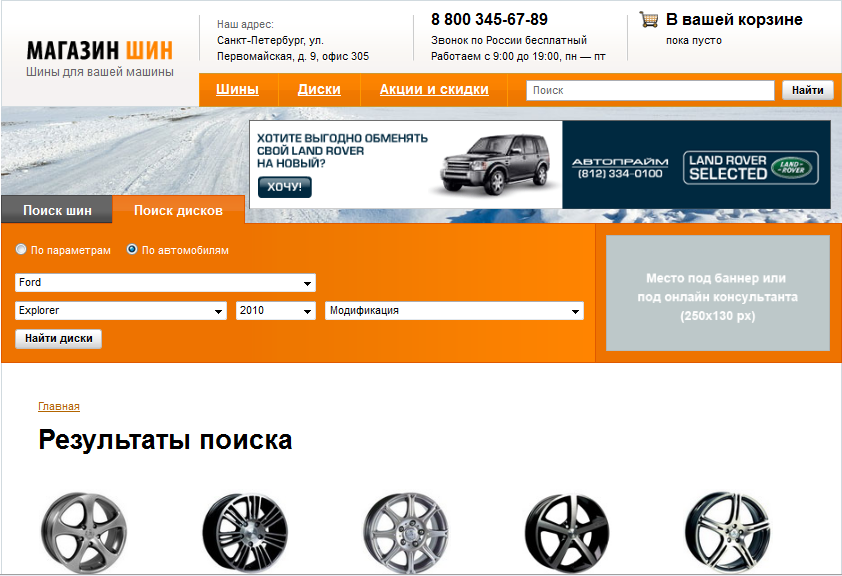 МАГАЗИН ШИН
Шины для вашей машины
Наш адрес:
Санкт-Петербург, ул.
Первомайская, д. 9, офис 305
8 800 345-67-89
Звонок по России бесплатный
Работаем с 9:00 до 19:00, пн — пт
В вашей корзине
пока пусто
Шины
Диски
Акции и скидки
Поиск
Найти
ХОТИТЕ ВЫГОДНО ОБМЕНЯТЬ
СВОЙ LAND ROVER
НА НОВЫЙ?
ХОЧУ!
АВТОПРАЙМ
(812) 334-0100
LAND ROVER
SELECTED
LAND-
ROVER
Поиск шин
Поиск дисков
По параметрам
По автомобилям
Ford
Explorer
2010
Модификация
Найти диски
Место под баннер или
под онлайн консультанта
(250x130 px)
Главная
Результаты поиска